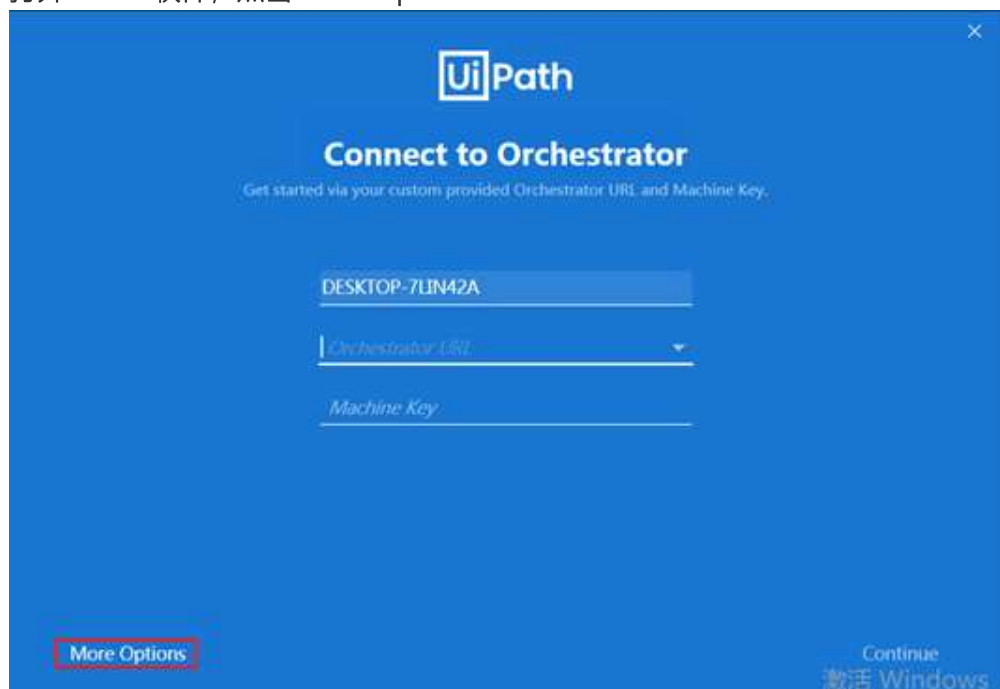 UiPath
Connect to Orchestrator
Get started via your custom provided Orchestrator URL and Machine Key.
DESKTOP-7LIN42A
Orchestrator URL
Machine Key
More Options
Continue
激活 Windows